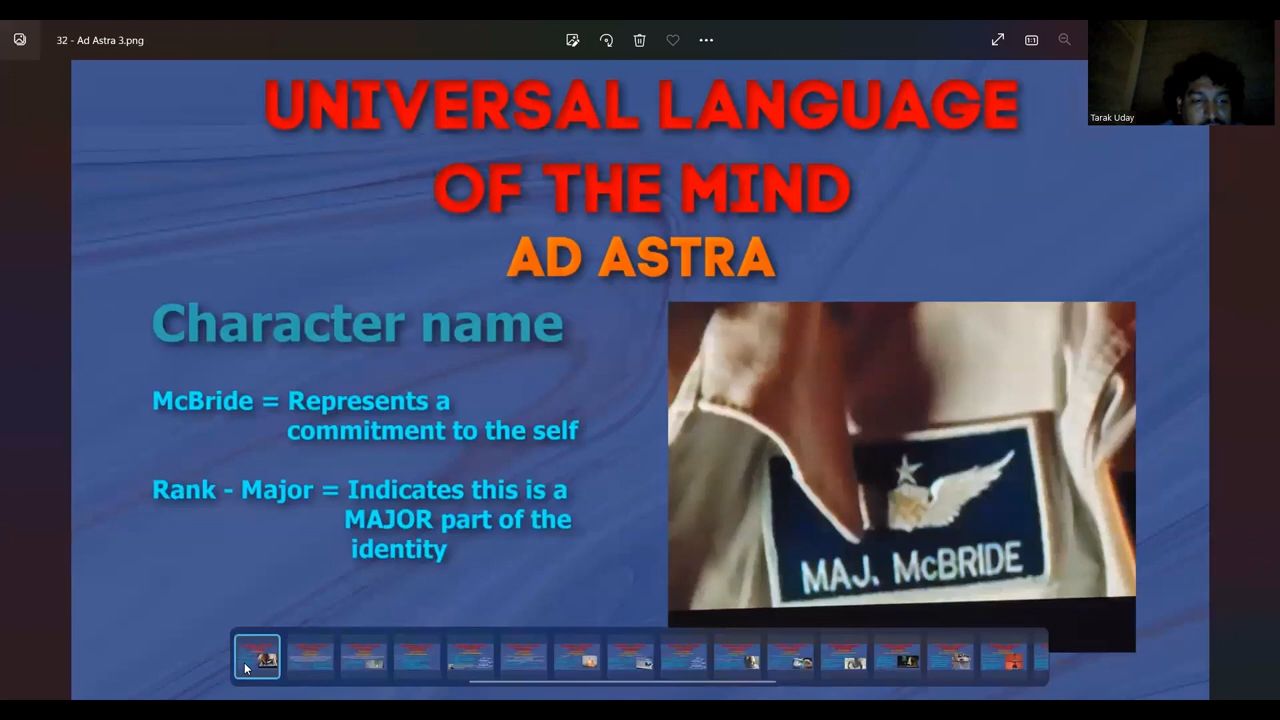 32 - Ad Astra 3.png
Tarak Uday
UNIVERSAL LANGUAGE
OF THE MIND
AD ASTRA
Character name
McBride = Represents a
commitment to the self
Rank - Major = Indicates this is a
MAJOR part of the
identity
MAJ. McBRIDE